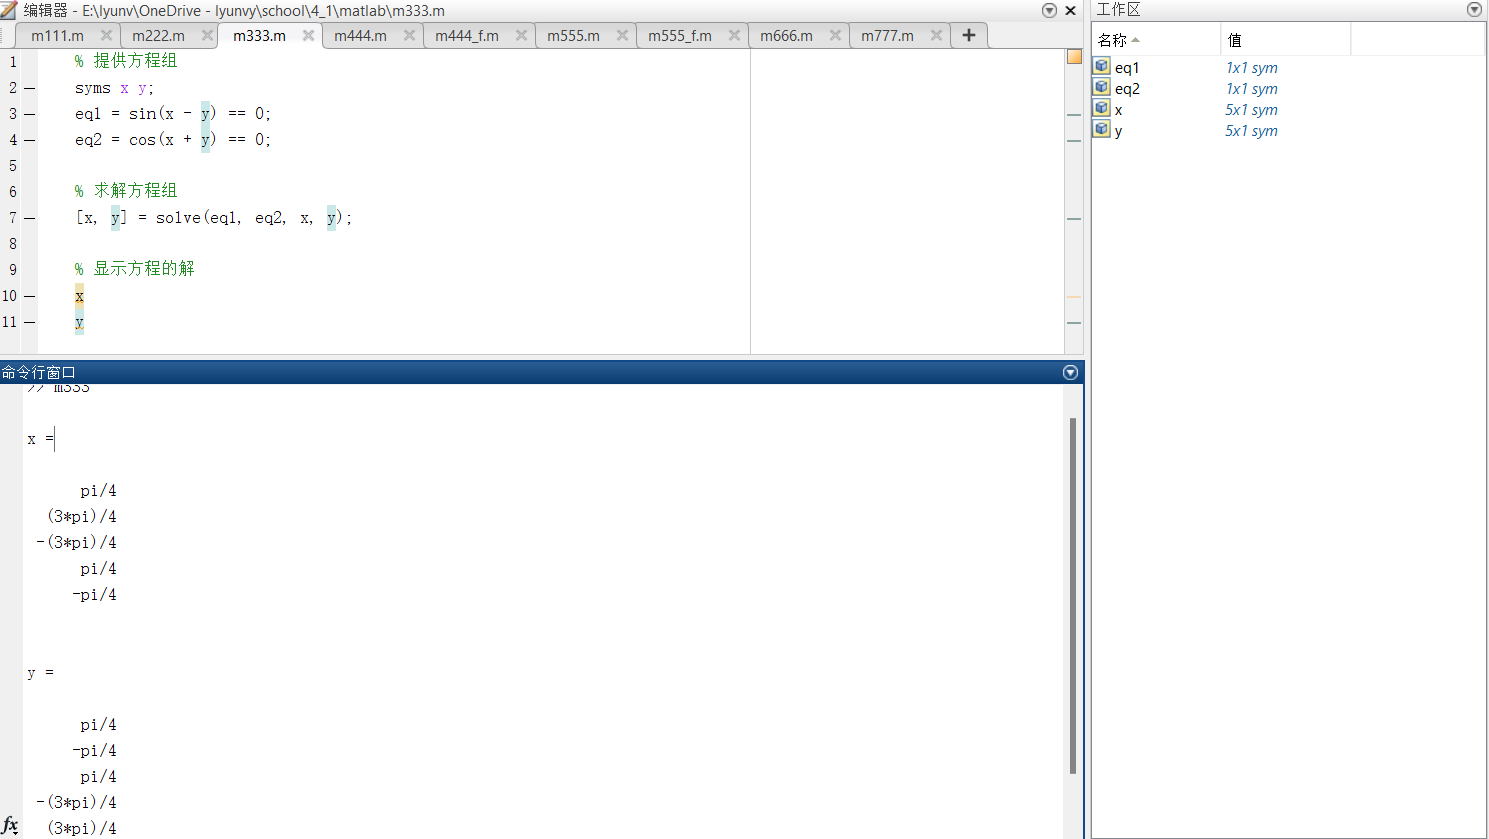 编辑器 - E:\lyunv\OneDrive - lyunvy\school\4_1\matlab\m333.m
m111.m m222.m m333.m m444.m m444_f.m m555.m m555_f.m m666.m m777.m +
1 % 提供方程组
2 — syms x y;
3 — eq1 = sin(x - y) == 0;
4 — eq2 = cos(x + y) == 0;
5
6 % 求解方程组
7 — [x, y] = solve(eq1, eq2, x, y);
8
9 % 显示方程的解
10 — x
11 — y
命令行窗口
>> m333
x =
pi/4
(3*pi)/4
-(3*pi)/4
pi/4
-pi/4
y =
pi/4
-pi/4
pi/4
-(3*pi)/4
(3*pi)/4
fx
工作区
名称 值
eq1 1x1 sym
eq2 1x1 sym
x 5x1 sym
y 5x1 sym